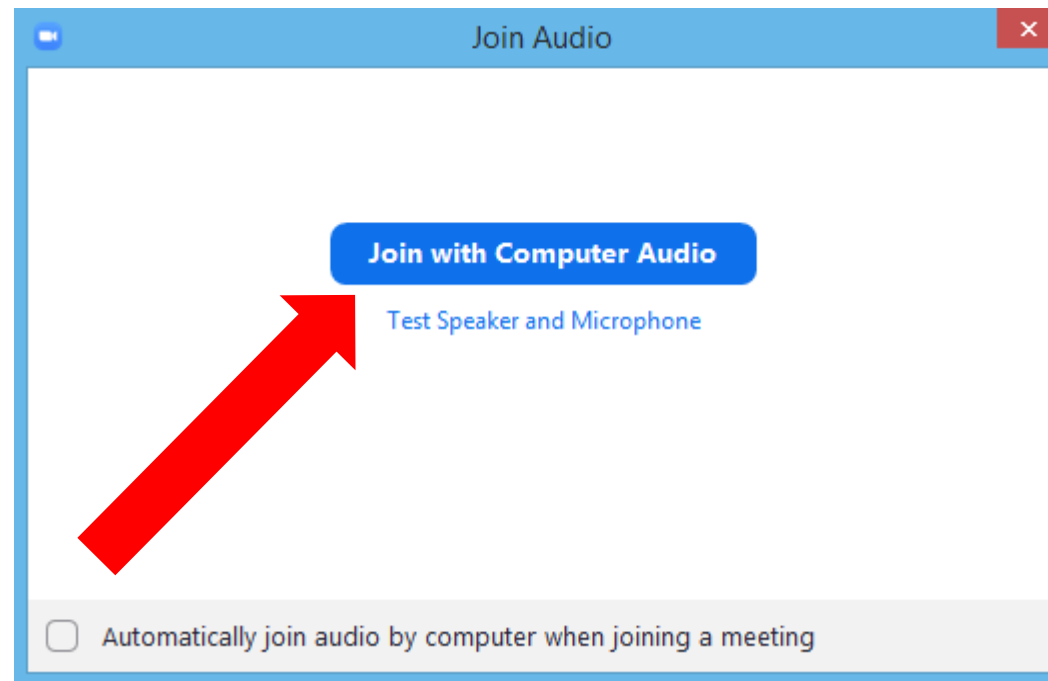 Join Audio
Join with Computer Audio
Test Speaker and Microphone
Automatically join audio by computer when joining a meeting